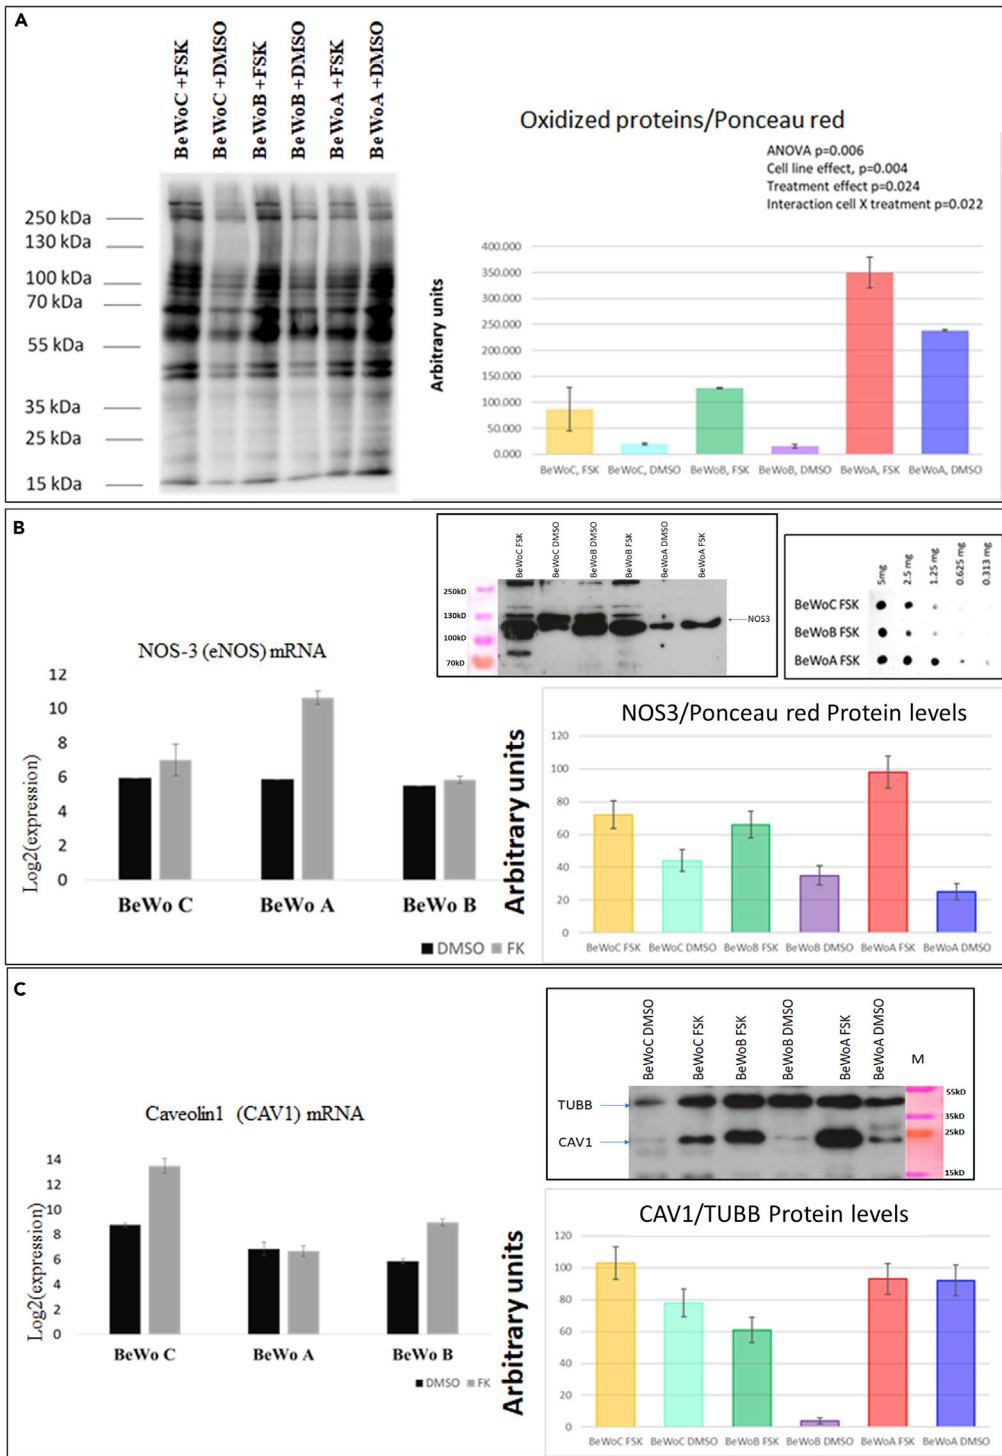 A
BeWoC +FSK
BeWoC +DMSO
BeWoB +FSK
BeWoB +DMSO
BeWoA +FSK
BeWoA +DMSO
250 kDa
130 kDa
100 kDa
70 kDa
55 kDa
35 kDa
25 kDa
15 kDa
Oxidized proteins/Ponceau red
ANOVA p=0.006
Cell line effect, p=0.004
Treatment effect p=0.024
Interaction cell X treatment p=0.022
Arbitrary units
400.000
350.000
300.000
250.000
200.000
150.000
100.000
50.000
0.000
BeWoC, FSK
BeWoC, DMSO
BeWoB, FSK
BeWoB, DMSO
BeWoA, FSK
BeWoA, DMSO
B
NOS-3 (eNOS) mRNA
Log2(expression)
12
10
8
6
4
2
0
BeWo C
BeWo A
BeWo B
DMSO
FK
BeWoC FSK
BeWoC DMSO
BeWoB DMSO
BeWoB FSK
BeWoA DMSO
BeWoA FSK
250kD
130kD
100kD
70kD
NOS3
5mg
2.5 mg
1.25 mg
0.625 mg
0.313 mg
BeWoC FSK
BeWoB FSK
BeWoA FSK
NOS3/Ponceau red Protein levels
Arbitrary units
120
100
80
60
40
20
0
BeWoC FSK
BeWoC DMSO
BeWoB FSK
BeWoB DMSO
BeWoA FSK
BeWoA DMSO
C
Caveolin1 (CAV1) mRNA
Log2(expression)
14
12
10
8
6
4
2
0
BeWo C
BeWo A
BeWo B
DMSO
FK
BeWoC DMSO
BeWoC FSK
BeWoB FSK
BeWoB DMSO
BeWoA FSK
BeWoA DMSO
M
TUBB
CAV1
55kD
35kD
25kD
15kD
CAV1/TUBB Protein levels
Arbitrary units
120
100
80
60
40
20
0
BeWoC FSK
BeWoC DMSO
BeWoB FSK
BeWoB DMSO
BeWoA FSK
BeWoA DMSO